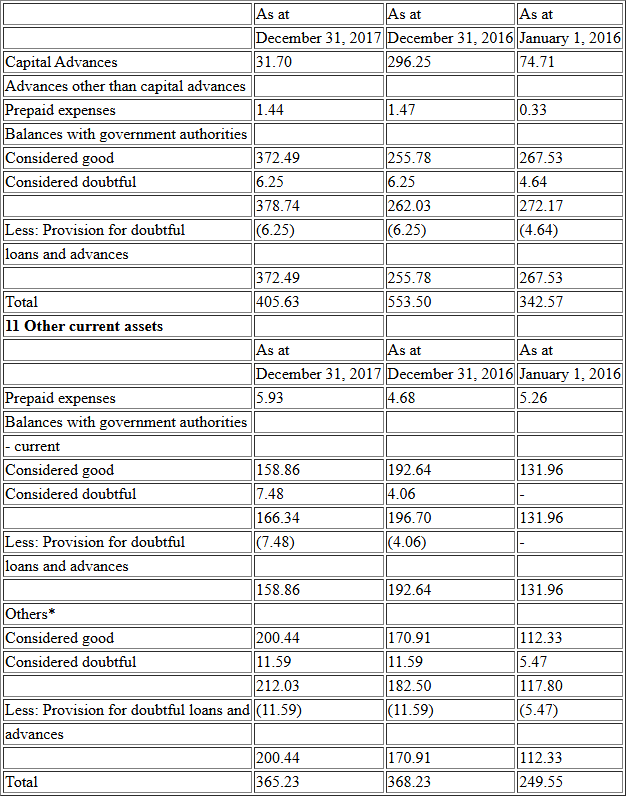 As at As at As at
December 31, 2017 December 31, 2016 January 1, 2016
Capital Advances 31.70 296.25 74.71
Advances other than capital advances
Prepaid expenses 1.44 1.47 0.33
Balances with government authorities
Considered good 372.49 255.78 267.53
Considered doubtful 6.25 6.25 4.64
378.74 262.03 272.17
Less: Provision for doubtful (6.25) (6.25) (4.64)
loans and advances
372.49 255.78 267.53
Total 405.63 553.50 342.57
11 Other current assets
As at As at As at
December 31, 2017 December 31, 2016 January 1, 2016
Prepaid expenses 5.93 4.68 5.26
Balances with government authorities
- current
Considered good 158.86 192.64 131.96
Considered doubtful 7.48 4.06 -
166.34 196.70 131.96
Less: Provision for doubtful (7.48) (4.06) -
loans and advances
158.86 192.64 131.96
Others*
Considered good 200.44 170.91 112.33
Considered doubtful 11.59 11.59 5.47
212.03 182.50 117.80
Less: Provision for doubtful loans and (11.59) (11.59) (5.47)
advances
200.44 170.91 112.33
Total 365.23 368.23 249.55